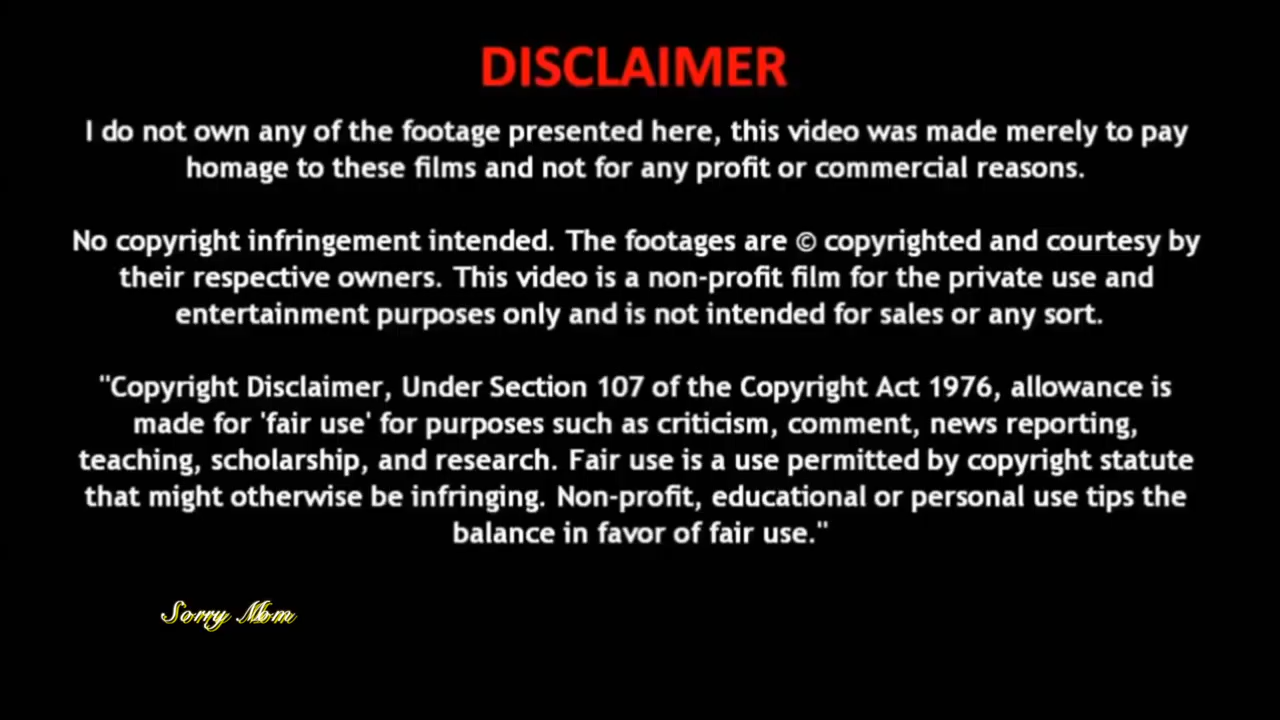 DISCLAIMER
I do not own any of the footage presented here, this video was made merely to pay
homage to these films and not for any profit or commercial reasons.
No copyright infringement intended. The footages are © copyrighted and courtesy by
their respective owners. This video is a non-profit film for the private use and
entertainment purposes only and is not intended for sales or any sort.
"Copyright Disclaimer, Under Section 107 of the Copyright Act 1976, allowance is
made for 'fair use' for purposes such as criticism, comment, news reporting,
teaching, scholarship, and research. Fair use is a use permitted by copyright statute
that might otherwise be infringing. Non-profit, educational or personal use tips the
balance in favor of fair use."
Sorry Mom